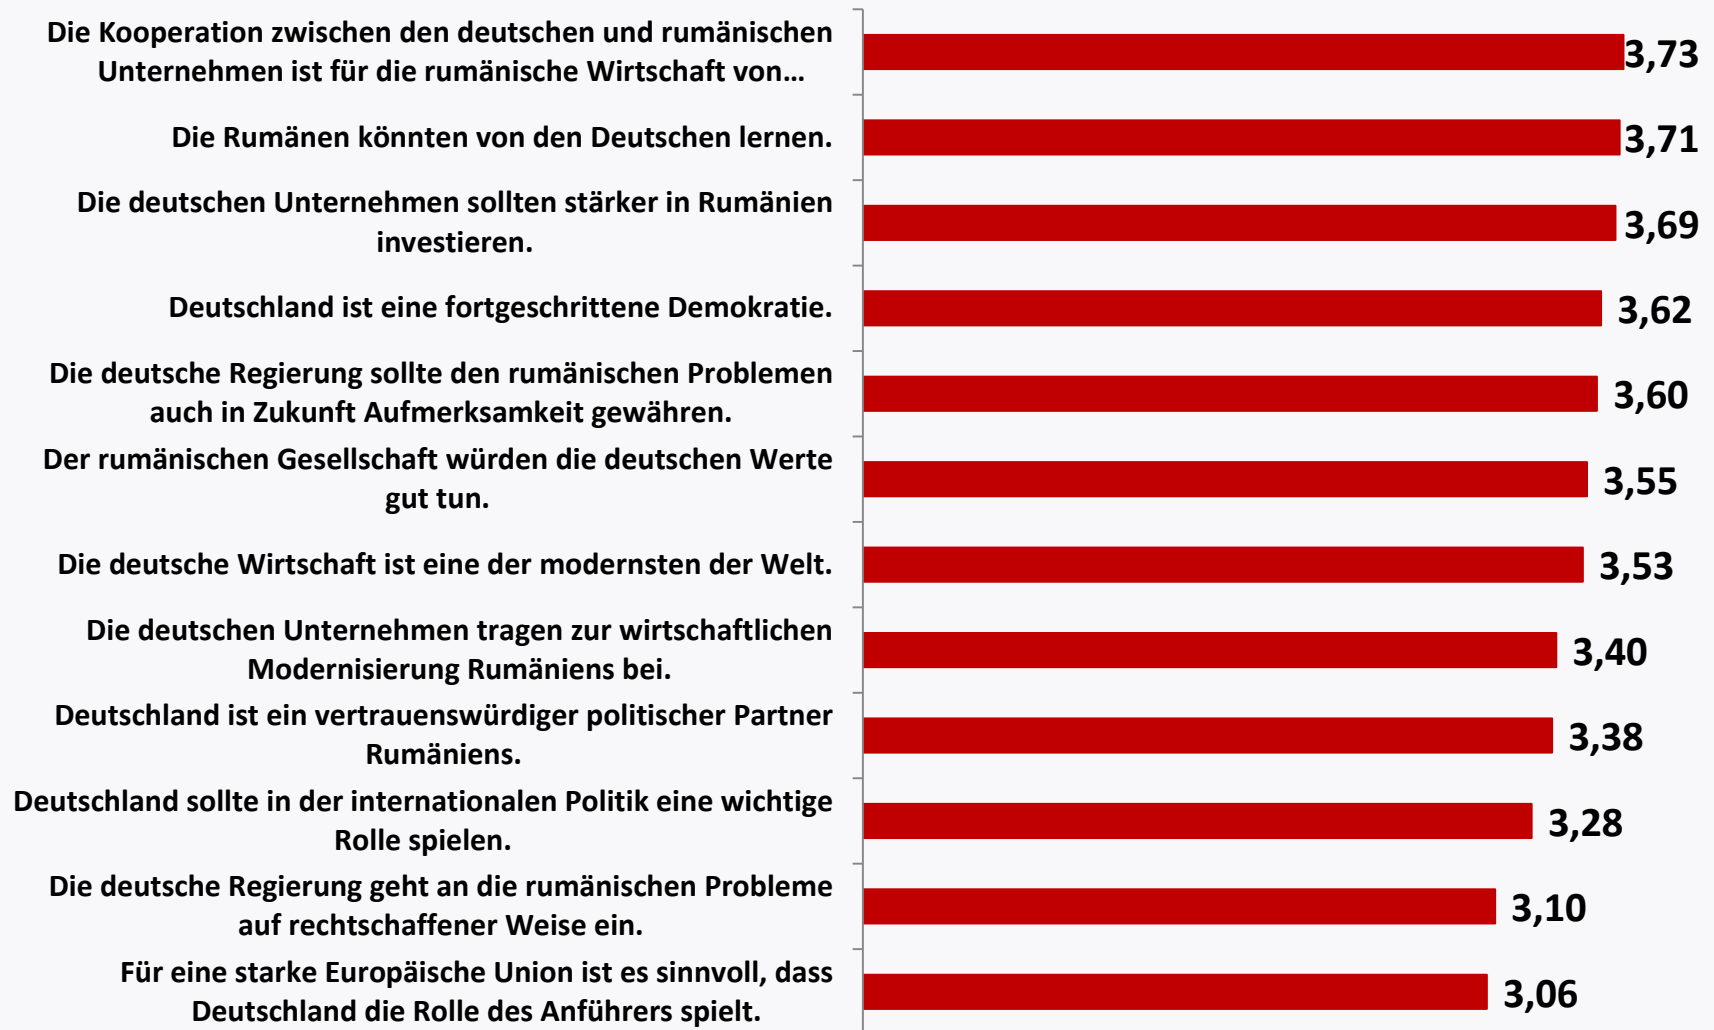 Die Kooperation zwischen den deutschen und rumänischen
Unternehmen ist für die rumänische Wirtschaft von…
3,73
Die Rumänen könnten von den Deutschen lernen.
3,71
Die deutschen Unternehmen sollten stärker in Rumänien
investieren.
3,69
Deutschland ist eine fortgeschrittene Demokratie.
3,62
Die deutsche Regierung sollte den rumänischen Problemen
auch in Zukunft Aufmerksamkeit gewähren.
3,60
Der rumänischen Gesellschaft würden die deutschen Werte
gut tun.
3,55
Die deutsche Wirtschaft ist eine der modernsten der Welt.
3,53
Die deutschen Unternehmen tragen zur wirtschaftlichen
Modernisierung Rumäniens bei.
3,40
Deutschland ist ein vertrauenswürdiger politischer Partner
Rumäniens.
3,38
Deutschland sollte in der internationalen Politik eine wichtige
Rolle spielen.
3,28
Die deutsche Regierung geht an die rumänischen Probleme
auf rechtschaffener Weise ein.
3,10
Für eine starke Europäische Union ist es sinnvoll, dass
Deutschland die Rolle des Anführers spielt.
3,06